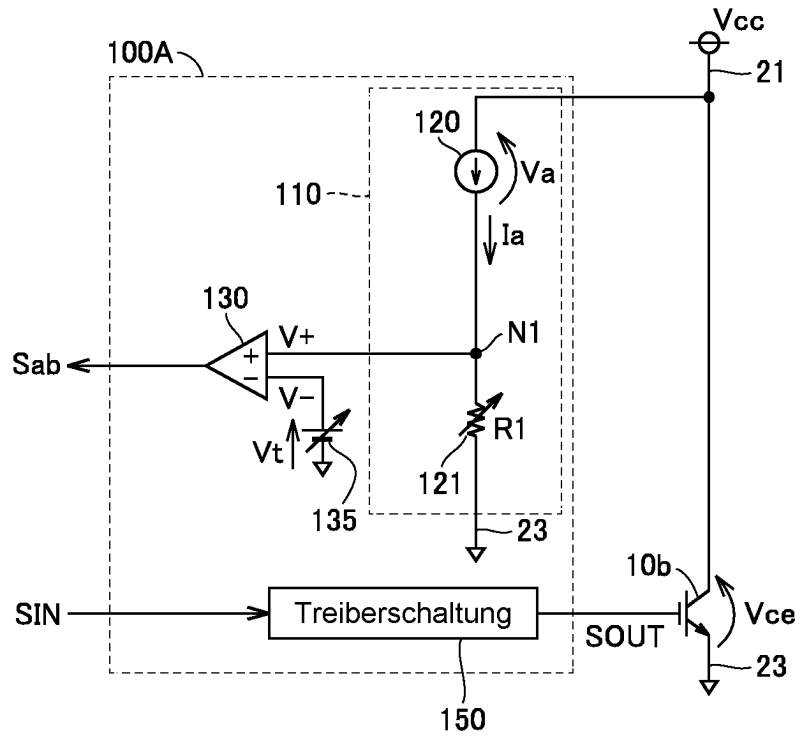 Vcc
100A
21
120
Va
110
Ia
130
V+
N1
Sab
+
−
V−
R1
Vt
121
135
23
10b
SIN
Treiberschaltung
SOUT
Vce
23
150